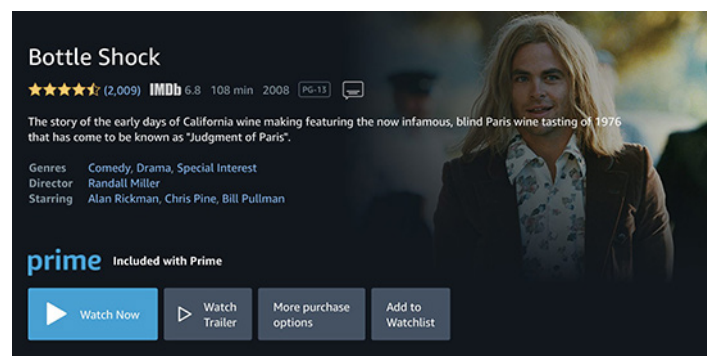 Bottle Shock
(2,009) IMDb 6.8 108 min 2008 PG-13
The story of the early days of California wine making featuring the now infamous, blind Paris wine tasting of 1976
that has come to be known as "Judgment of Paris".
Genres Comedy, Drama, Special Interest
Director Randall Miller
Starring Alan Rickman, Chris Pine, Bill Pullman
prime Included with Prime
Watch Now
Watch
Trailer
More purchase
options
Add to
Watchlist